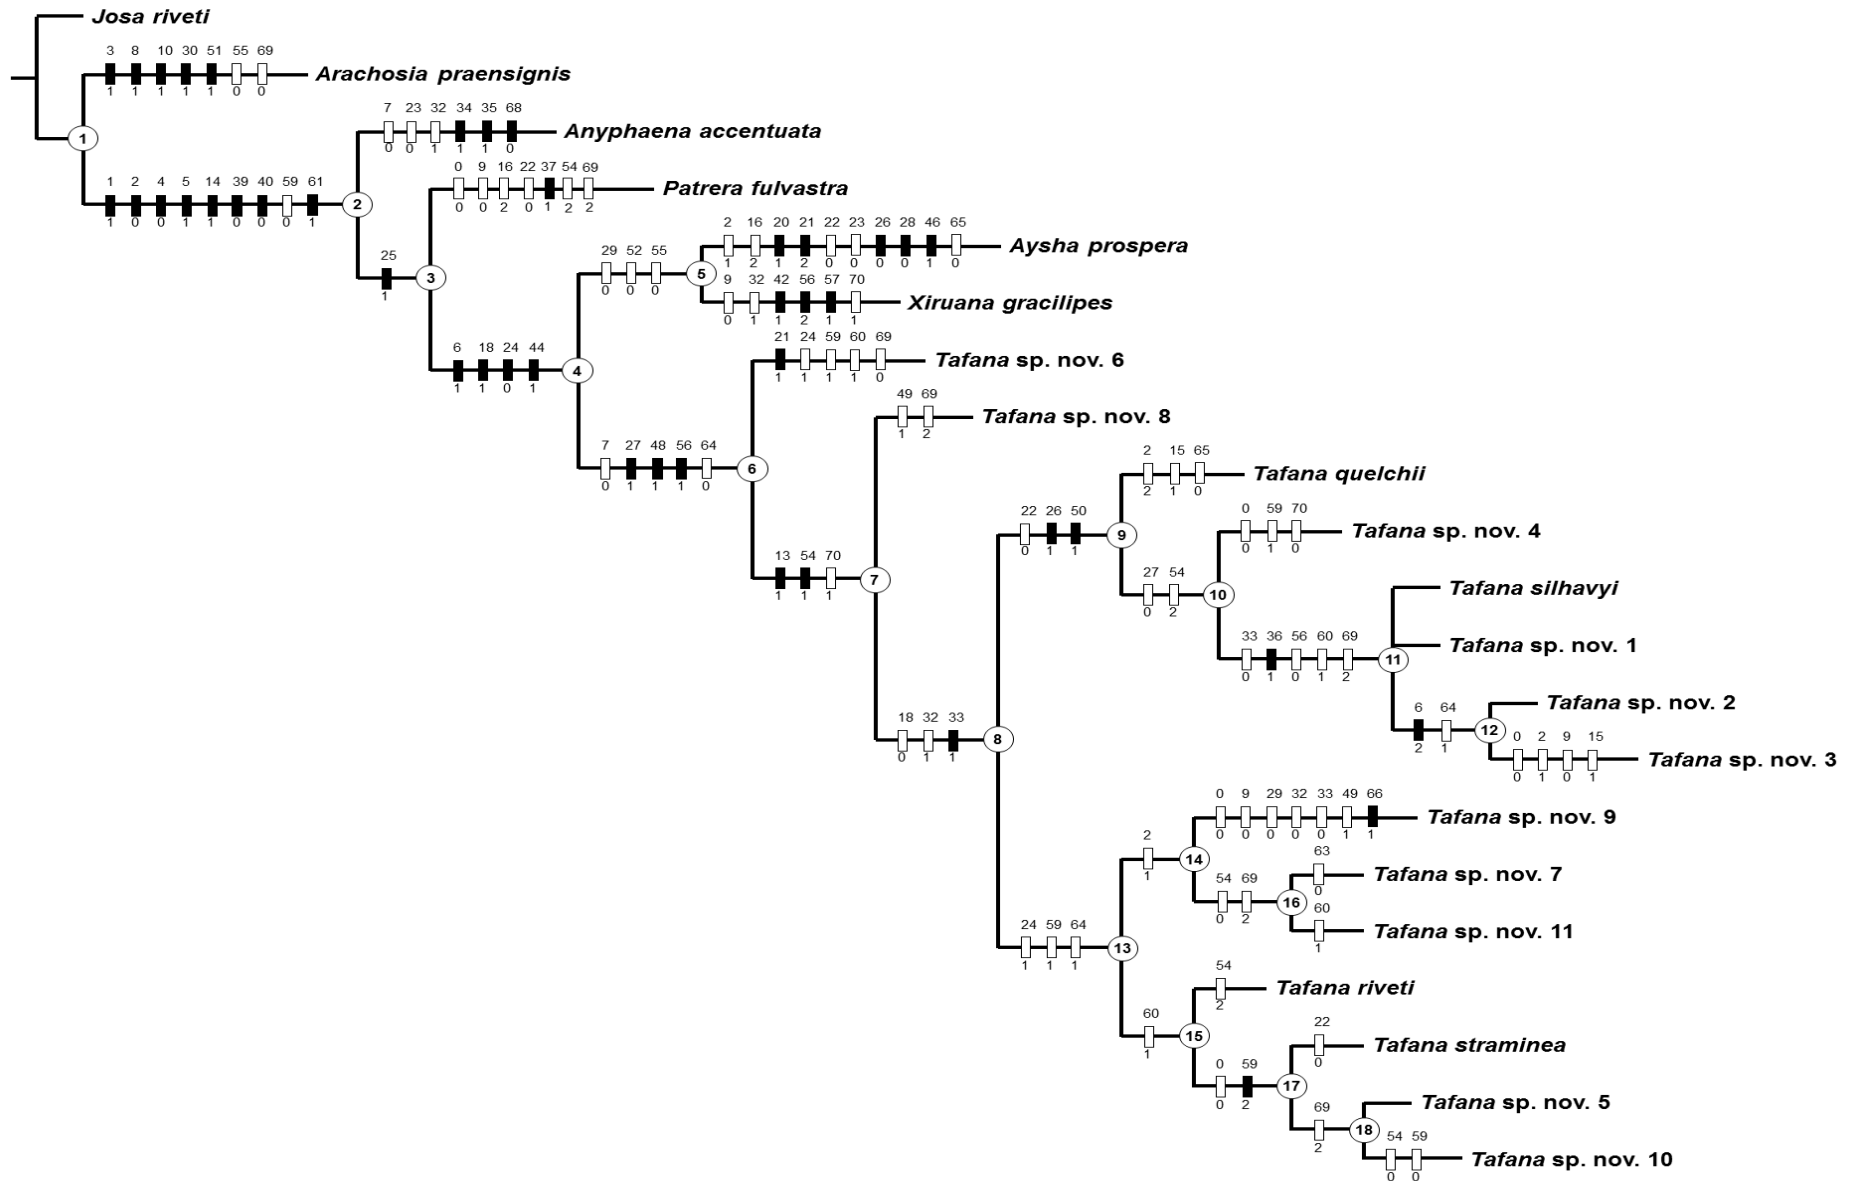 Josa riveti
3 8 10 30 51 55 69
Arachosia praensignis
1 1 1 1 1 0 0
7 23 32 34 35 68
Anyphaena accentuata
0 0 1 1 1 0
1
0 9 16 22 37 54 69
Patrera fulvastra
0 0 2 0 1 2 2
1 2 4 5 14 39 40 59 61
2
1 0 0 1 1 0 0 0 1
2 16 20 21 22 23 26 28 46 65
Aysha prospera
1 2 1 2 0 0 0 0 1 0
25
3
1
29 52 55
5
0 0 0
9 32 42 56 57 70
Xiruana gracilipes
0 1 1 2 1 1
6 18 24 44
4
1 1 0 1
21 24 59 60 69
Tafana sp. nov. 6
1 1 1 1 0
49 69
Tafana sp. nov. 8
1 2
7 27 48 56 64
6
0 1 1 1 0
2 15 65
Tafana quelchii
2 1 0
22 26 50
9
0 1 1
0 59 70
Tafana sp. nov. 4
0 1 0
13 54 70
7
1 1 1
27 54
10
0 2
Tafana silhavyi
33 36 56 60 69
Tafana sp. nov. 1
11
0 1 0 1 2
6 64
Tafana sp. nov. 2
12
2 1
18 32 33
8
0 1 1
0 2 9 15
Tafana sp. nov. 3
0 1 0 1
0 9 29 32 33 49 66
Tafana sp. nov. 9
0 0 0 0 0 1 1
2
14
1
63
Tafana sp. nov. 7
0
54 69
16
0 2
60
Tafana sp. nov. 11
1
24 59 64
13
1 1 1
54
Tafana riveti
2
60
15
1
22
Tafana straminea
0
0 59
17
0 2
69
Tafana sp. nov. 5
18
2
54 59
Tafana sp. nov. 10
0 0